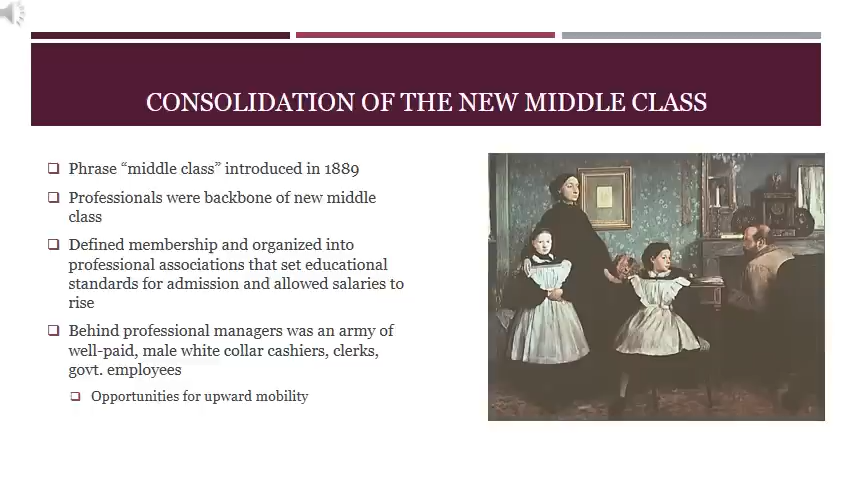 CONSOLIDATION OF THE NEW MIDDLE CLASS
Phrase “middle class” introduced in 1889
Professionals were backbone of new middle
class
Defined membership and organized into
professional associations that set educational
standards for admission and allowed salaries to
rise
Behind professional managers was an army of
well-paid, male white collar cashiers, clerks,
govt. employees
Opportunities for upward mobility